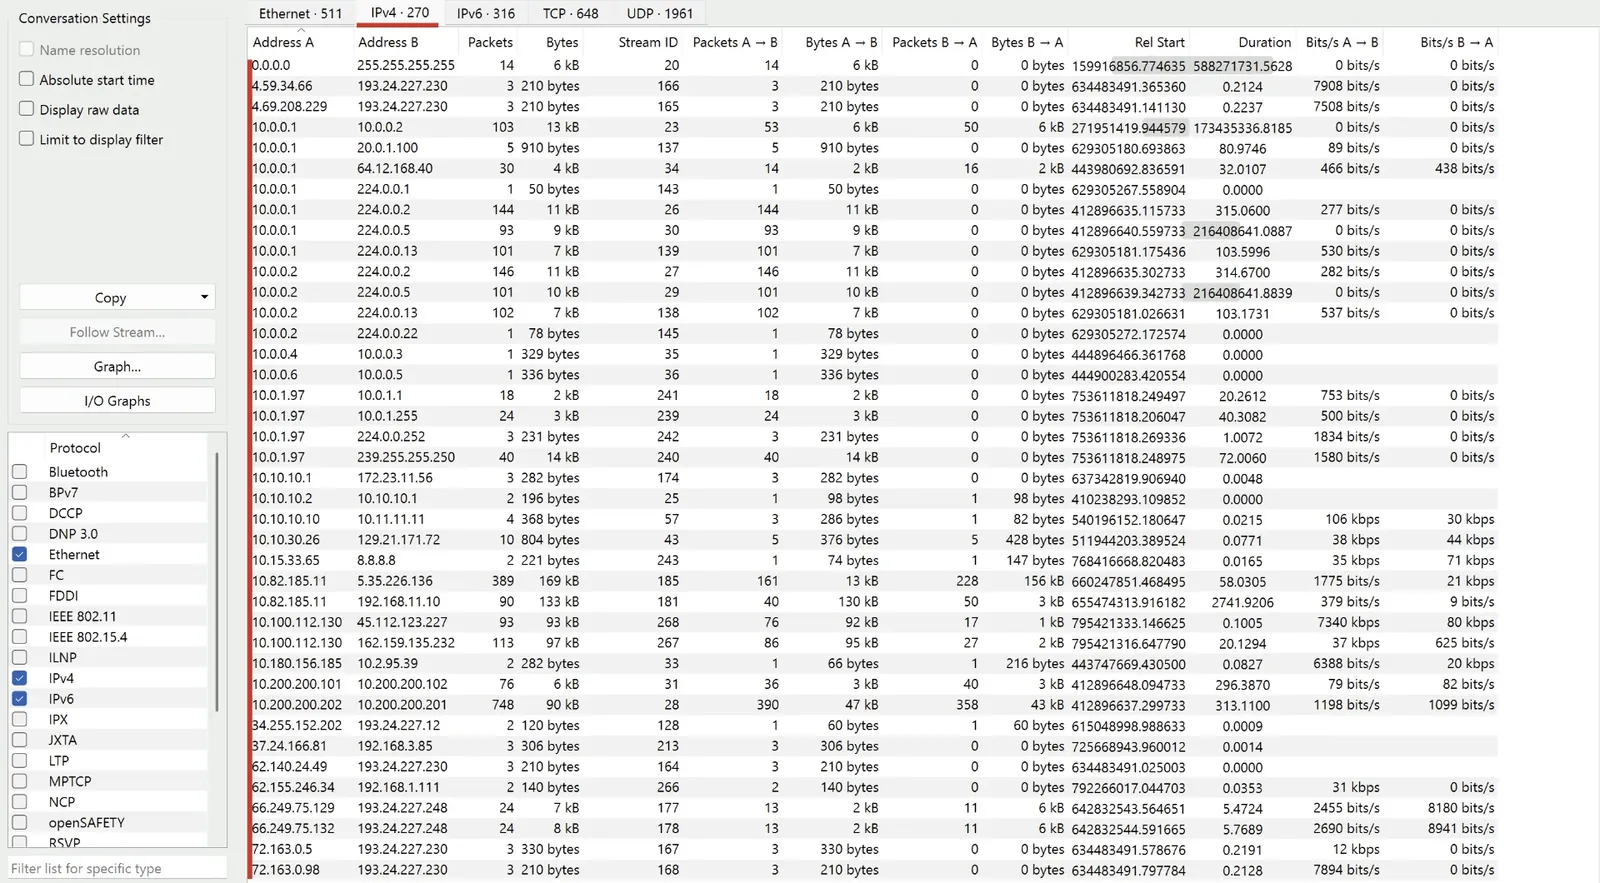 Conversation Settings
Name resolution
Absolute start time
Display raw data
Limit to display filter
Copy
Follow Stream...
Graph...
I/O Graphs
Protocol
Bluetooth
BPv7
DCCP
DNP 3.0
Ethernet
FC
FDDI
IEEE 802.11
IEEE 802.15.4
ILNP
IPv4
IPv6
IPX
JXTA
LTP
MPTCP
NCP
openSAFETY
RSVP
Filter list for specific type
Ethernet · 511 IPv4 · 270 IPv6 · 316 TCP · 648 UDP · 1961
Address A Address B Packets Bytes Stream ID Packets A → B Bytes A → B Packets B → A Bytes B → A Rel Start Duration Bits/s A → B Bits/s B → A
0.0.0.0 255.255.255.255 14 6 kB 20 14 6 kB 0 0 bytes 159916856.774635 588271731.5628 0 bits/s 0 bits/s
4.59.34.66 193.24.227.230 3 210 bytes 166 3 210 bytes 0 0 bytes 634483491.365360 0.2124 7908 bits/s 0 bits/s
4.69.208.229 193.24.227.230 3 210 bytes 165 3 210 bytes 0 0 bytes 634483491.141130 0.2237 7508 bits/s 0 bits/s
10.0.0.1 10.0.0.2 103 13 kB 23 53 6 kB 50 6 kB 271951419.944579 173435336.8185 0 bits/s 0 bits/s
10.0.0.1 20.0.1.100 5 910 bytes 137 5 910 bytes 0 0 bytes 629305180.693863 80.9746 89 bits/s 0 bits/s
10.0.0.1 64.12.168.40 30 4 kB 34 14 2 kB 16 2 kB 443980692.836591 32.0107 466 bits/s 438 bits/s
10.0.0.1 224.0.0.1 1 50 bytes 143 1 50 bytes 0 0 bytes 629305267.558904 0.0000
10.0.0.1 224.0.0.2 144 11 kB 26 144 11 kB 0 0 bytes 412896635.115733 315.0600 277 bits/s 0 bits/s
10.0.0.1 224.0.0.5 93 9 kB 30 93 9 kB 0 0 bytes 412896640.559733 216408641.0887 0 bits/s 0 bits/s
10.0.0.1 224.0.0.13 101 7 kB 139 101 7 kB 0 0 bytes 629305181.175436 103.5996 530 bits/s 0 bits/s
10.0.0.2 224.0.0.2 146 11 kB 27 146 11 kB 0 0 bytes 412896635.302733 314.6700 282 bits/s 0 bits/s
10.0.0.2 224.0.0.5 101 10 kB 29 101 10 kB 0 0 bytes 412896639.342733 216408641.8839 0 bits/s 0 bits/s
10.0.0.2 224.0.0.13 102 7 kB 138 102 7 kB 0 0 bytes 629305181.026631 103.1731 537 bits/s 0 bits/s
10.0.0.2 224.0.0.22 1 78 bytes 145 1 78 bytes 0 0 bytes 629305272.172574 0.0000
10.0.0.4 10.0.0.3 1 329 bytes 35 1 329 bytes 0 0 bytes 444896466.361768 0.0000
10.0.0.6 10.0.0.5 1 336 bytes 36 1 336 bytes 0 0 bytes 444900283.420554 0.0000
10.0.1.97 10.0.1.1 18 2 kB 241 18 2 kB 0 0 bytes 753611818.249497 20.2612 753 bits/s 0 bits/s
10.0.1.97 10.0.1.255 24 3 kB 239 24 3 kB 0 0 bytes 753611818.206047 40.3082 500 bits/s 0 bits/s
10.0.1.97 224.0.0.252 3 231 bytes 242 3 231 bytes 0 0 bytes 753611818.269336 1.0072 1834 bits/s 0 bits/s
10.0.1.97 239.255.255.250 40 14 kB 240 40 14 kB 0 0 bytes 753611818.248975 72.0060 1580 bits/s 0 bits/s
10.10.10.1 172.23.11.56 3 282 bytes 174 3 282 bytes 0 0 bytes 637342819.906940 0.0048
10.10.10.2 10.10.10.1 2 196 bytes 25 1 98 bytes 1 98 bytes 410238293.109852 0.0000
10.10.10.10 10.11.11.11 4 368 bytes 57 3 286 bytes 1 82 bytes 540196152.180647 0.0215 106 kbps 30 kbps
10.10.30.26 129.21.171.72 10 804 bytes 43 5 376 bytes 5 428 bytes 511944203.389524 0.0771 38 kbps 44 kbps
10.15.33.65 8.8.8.8 2 221 bytes 243 1 74 bytes 1 147 bytes 768416668.820483 0.0165 35 kbps 71 kbps
10.82.185.11 5.35.226.136 389 169 kB 185 161 13 kB 228 156 kB 660247851.468495 58.0305 1775 bits/s 21 kbps
10.82.185.11 192.168.11.10 90 133 kB 181 40 130 kB 50 3 kB 655474313.916182 2741.9206 379 bits/s 9 bits/s
10.100.112.130 45.112.123.227 93 93 kB 268 76 92 kB 17 1 kB 795421333.146625 0.1005 7340 kbps 80 kbps
10.100.112.130 162.159.135.232 113 97 kB 267 86 95 kB 27 2 kB 795421316.647790 20.1294 37 kbps 625 bits/s
10.180.156.185 10.2.95.39 2 282 bytes 33 1 66 bytes 1 216 bytes 443747669.430500 0.0827 6388 bits/s 20 kbps
10.200.200.101 10.200.200.102 76 6 kB 31 36 3 kB 40 3 kB 412896648.094733 296.3870 79 bits/s 82 bits/s
10.200.200.202 10.200.200.201 748 90 kB 28 390 47 kB 358 43 kB 412896637.299733 313.1100 1198 bits/s 1099 bits/s
34.255.152.202 193.24.227.12 2 120 bytes 128 1 60 bytes 1 60 bytes 615048998.988633 0.0009
37.24.166.81 192.168.3.85 3 306 bytes 213 3 306 bytes 0 0 bytes 725668943.960012 0.0014
62.140.24.49 193.24.227.230 3 210 bytes 164 3 210 bytes 0 0 bytes 634483491.025003 0.0000
62.155.246.34 192.168.1.111 2 140 bytes 266 2 140 bytes 0 0 bytes 792266017.044703 0.0353 31 kbps 0 bits/s
66.249.75.129 193.24.227.248 24 7 kB 177 13 2 kB 11 6 kB 642832543.564651 5.4724 2455 bits/s 8180 bits/s
66.249.75.132 193.24.227.248 24 8 kB 178 13 2 kB 11 6 kB 642832544.591665 5.7689 2690 bits/s 8941 bits/s
72.163.0.5 193.24.227.230 3 330 bytes 167 3 330 bytes 0 0 bytes 634483491.578676 0.2191 12 kbps 0 bits/s
72.163.0.98 193.24.227.230 3 210 bytes 168 3 210 bytes 0 0 bytes 634483491.797784 0.2128 7894 bits/s 0 bits/s